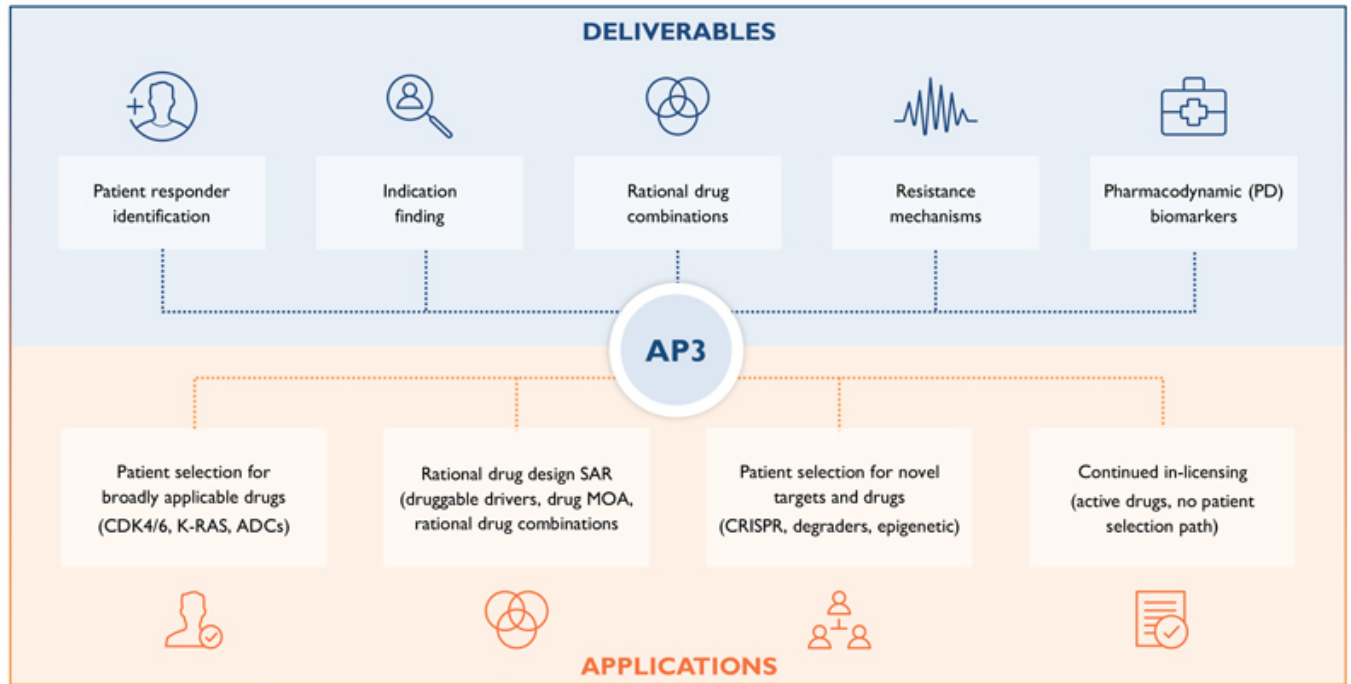 DELIVERABLES
Patient responder
identification
Indication
finding
Rational drug
combinations
Resistance
mechanisms
Pharmacodynamic (PD)
biomarkers
AP3
Patient selection for
broadly applicable drugs
(CDK4/6, K-RAS, ADCs)
Rational drug design SAR
(druggable drivers, drug MOA,
rational drug combinations
Patient selection for novel
targets and drugs
(CRISPR, degraders, epigenetic)
Continued in-licensing
(active drugs, no patient
selection path)
APPLICATIONS